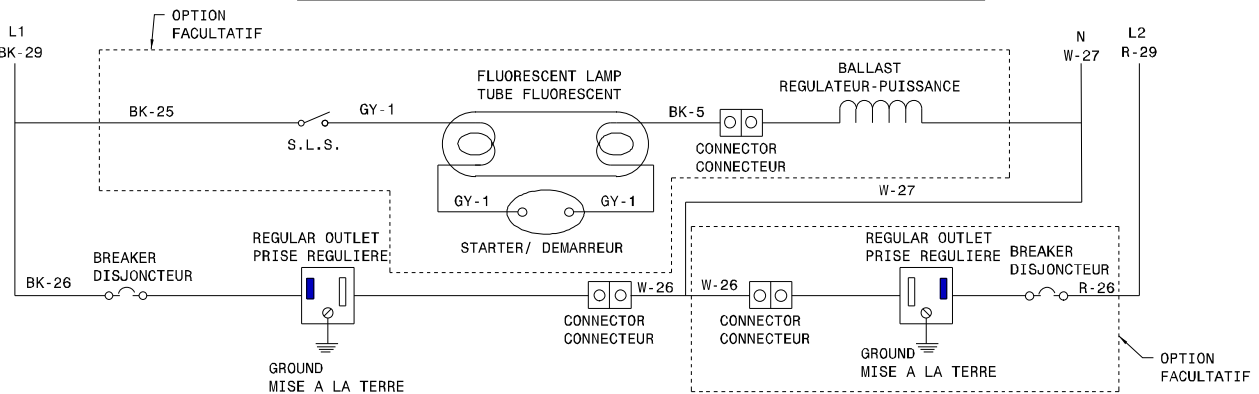 OPTION
FACULTATIF
L1
BK-29
N
W-27
L2
R-29
FLUORESCENT LAMP
TUBE FLUORESCENT
BALLAST
REGULATEUR-PUISSANCE
BK-25
GY-1
BK-5
S.L.S.
CONNECTOR
CONNECTEUR
W-27
GY-1
GY-1
STARTER/ DEMARREUR
REGULAR OUTLET
PRISE REGULIERE
REGULAR OUTLET
PRISE REGULIERE
BREAKER
DISJONCTEUR
BREAKER
DISJONCTEUR
BK-26
W-26
W-26
R-26
CONNECTOR
CONNECTEUR
CONNECTOR
CONNECTEUR
GROUND
MISE A LA TERRE
GROUND
MISE A LA TERRE
OPTION
FACULTATIF